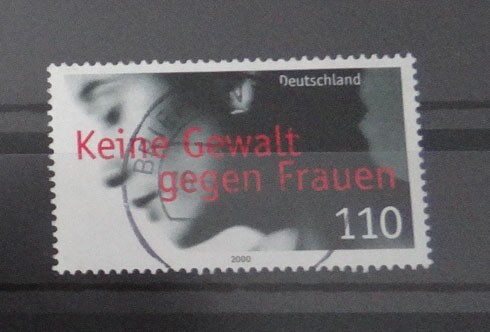 Deutschland
Keine Gewalt
gegen Frauen
110
2000